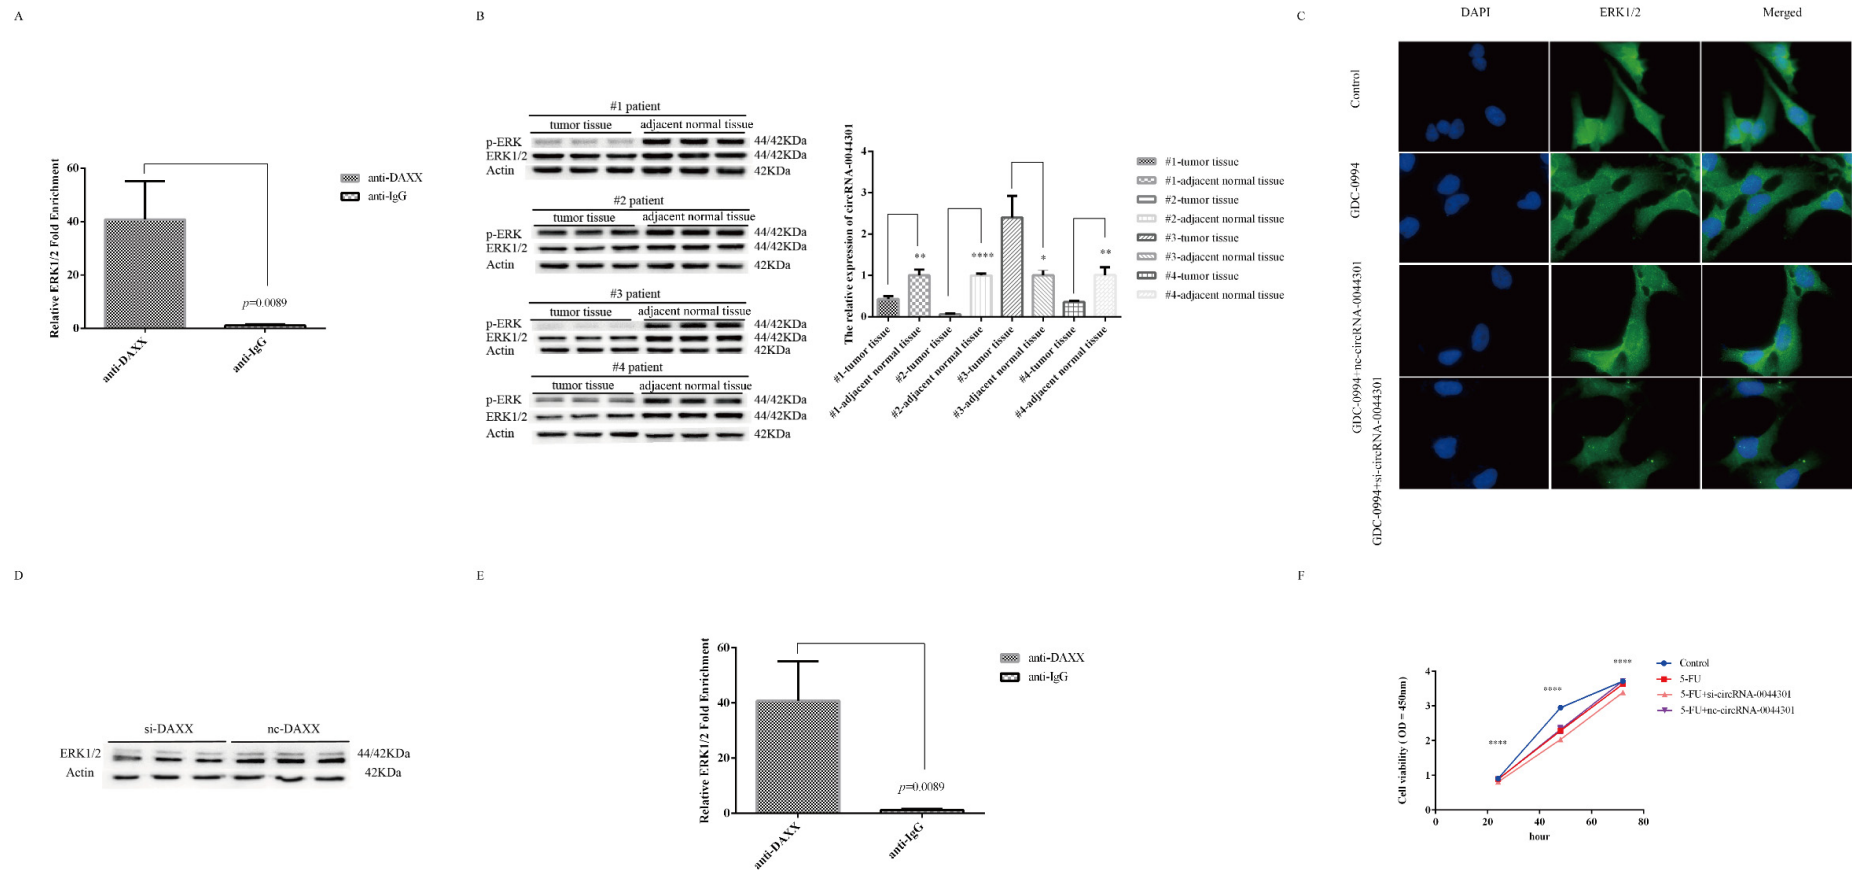 A
Relative ERK1/2 Fold Enrichment
60
40
20
0
p=0.0089
anti-DAXX
anti-IgG
anti-DAXX
anti-IgG
B
#1 patient
tumor tissue adjacent normal tissue
p-ERK 44/42KDa
ERK1/2 44/42KDa
Actin 42KDa
#2 patient
tumor tissue adjacent normal tissue
p-ERK 44/42KDa
ERK1/2 44/42KDa
Actin 42KDa
#3 patient
tumor tissue adjacent normal tissue
p-ERK 44/42KDa
ERK1/2 44/42KDa
Actin 42KDa
#4 patient
tumor tissue adjacent normal tissue
p-ERK 44/42KDa
ERK1/2 44/42KDa
Actin 42KDa
The relative expression of circRNA-0044301
4
3
2
1
0
** **** * **
#1-tumor tissue
#1-adjacent normal tissue
#2-tumor tissue
#2-adjacent normal tissue
#3-tumor tissue
#3-adjacent normal tissue
#4-tumor tissue
#4-adjacent normal tissue
#1-tumor tissue
#1-adjacent normal tissue
#2-tumor tissue
#2-adjacent normal tissue
#3-tumor tissue
#3-adjacent normal tissue
#4-tumor tissue
#4-adjacent normal tissue
C
DAPI ERK1/2 Merged
Control
GDC-0994
GDC-0994+nc-circRNA-0044301
GDC-0994+si-circRNA-0044301
D
si-DAXX nc-DAXX
ERK1/2 44/42KDa
Actin 42KDa
E
Relative ERK1/2 Fold Enrichment
60
40
20
0
p=0.0089
anti-DAXX
anti-IgG
anti-DAXX
anti-IgG
F
Cell viability ( OD = 450nm)
4
3
2
1
0
0 20 40 60 80
hour
**** **** ****
Control
5-FU
5-FU+si-circRNA-0044301
5-FU+nc-circRNA-0044301